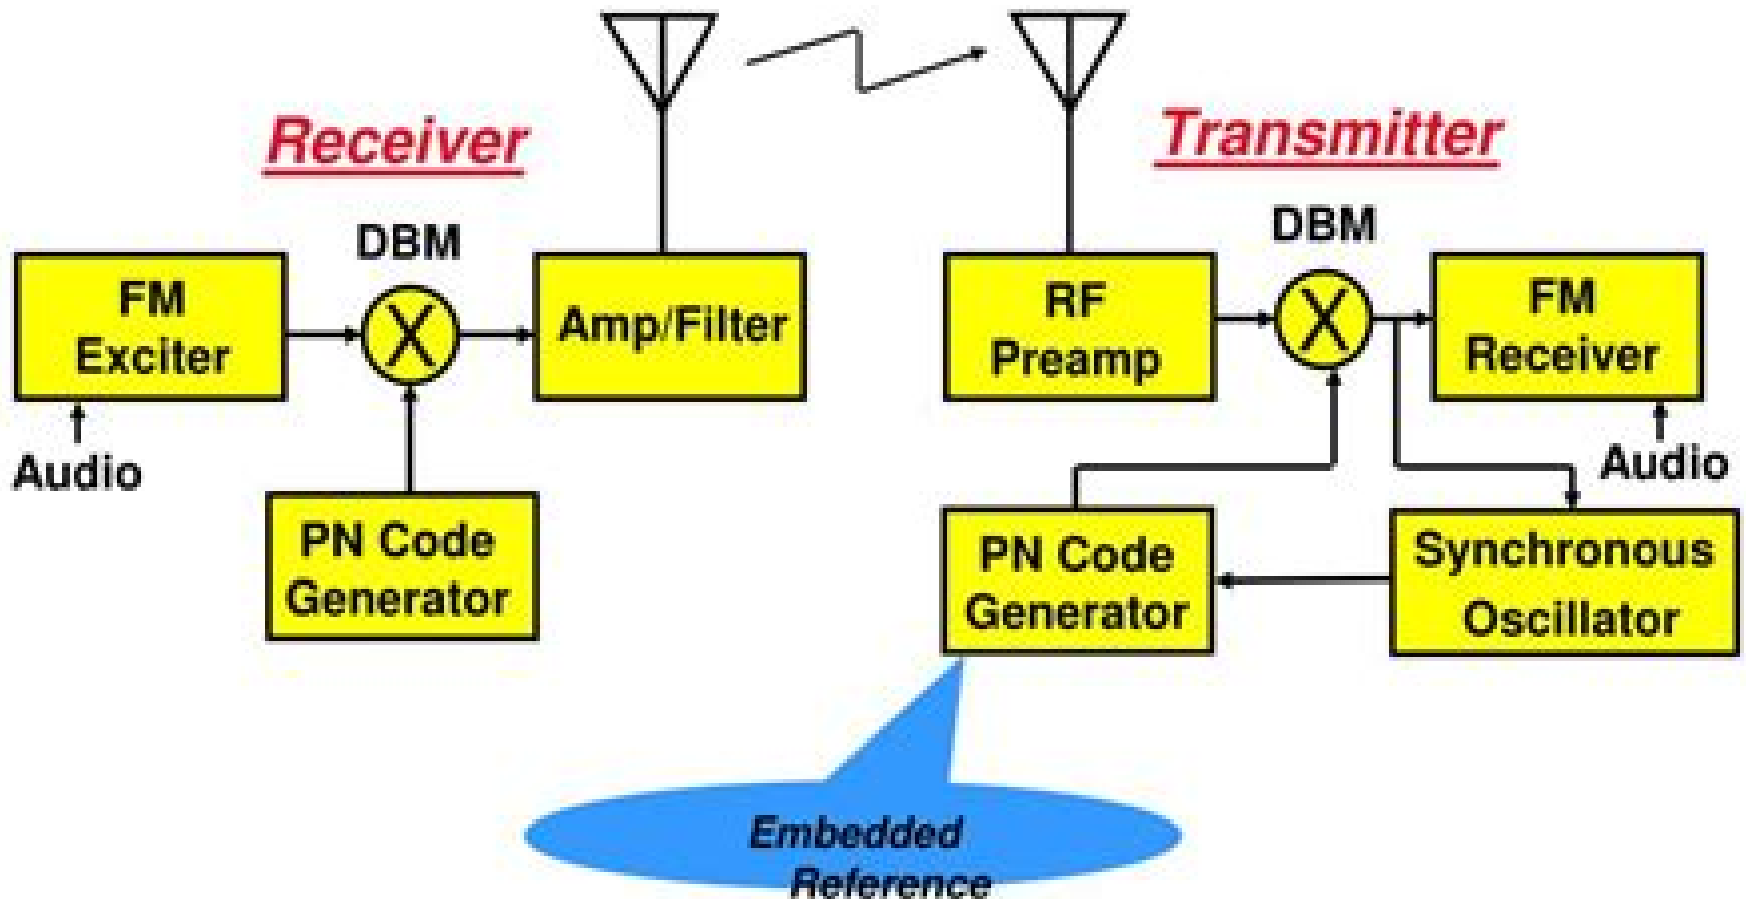 Receiver
Transmitter
DBM
DBM
FM
Exciter
X
Amp/Filter
RF
Preamp
X
FM
Receiver
Audio
Audio
PN Code
Generator
PN Code
Generator
Synchronous
Oscillator
Embedded
Reference